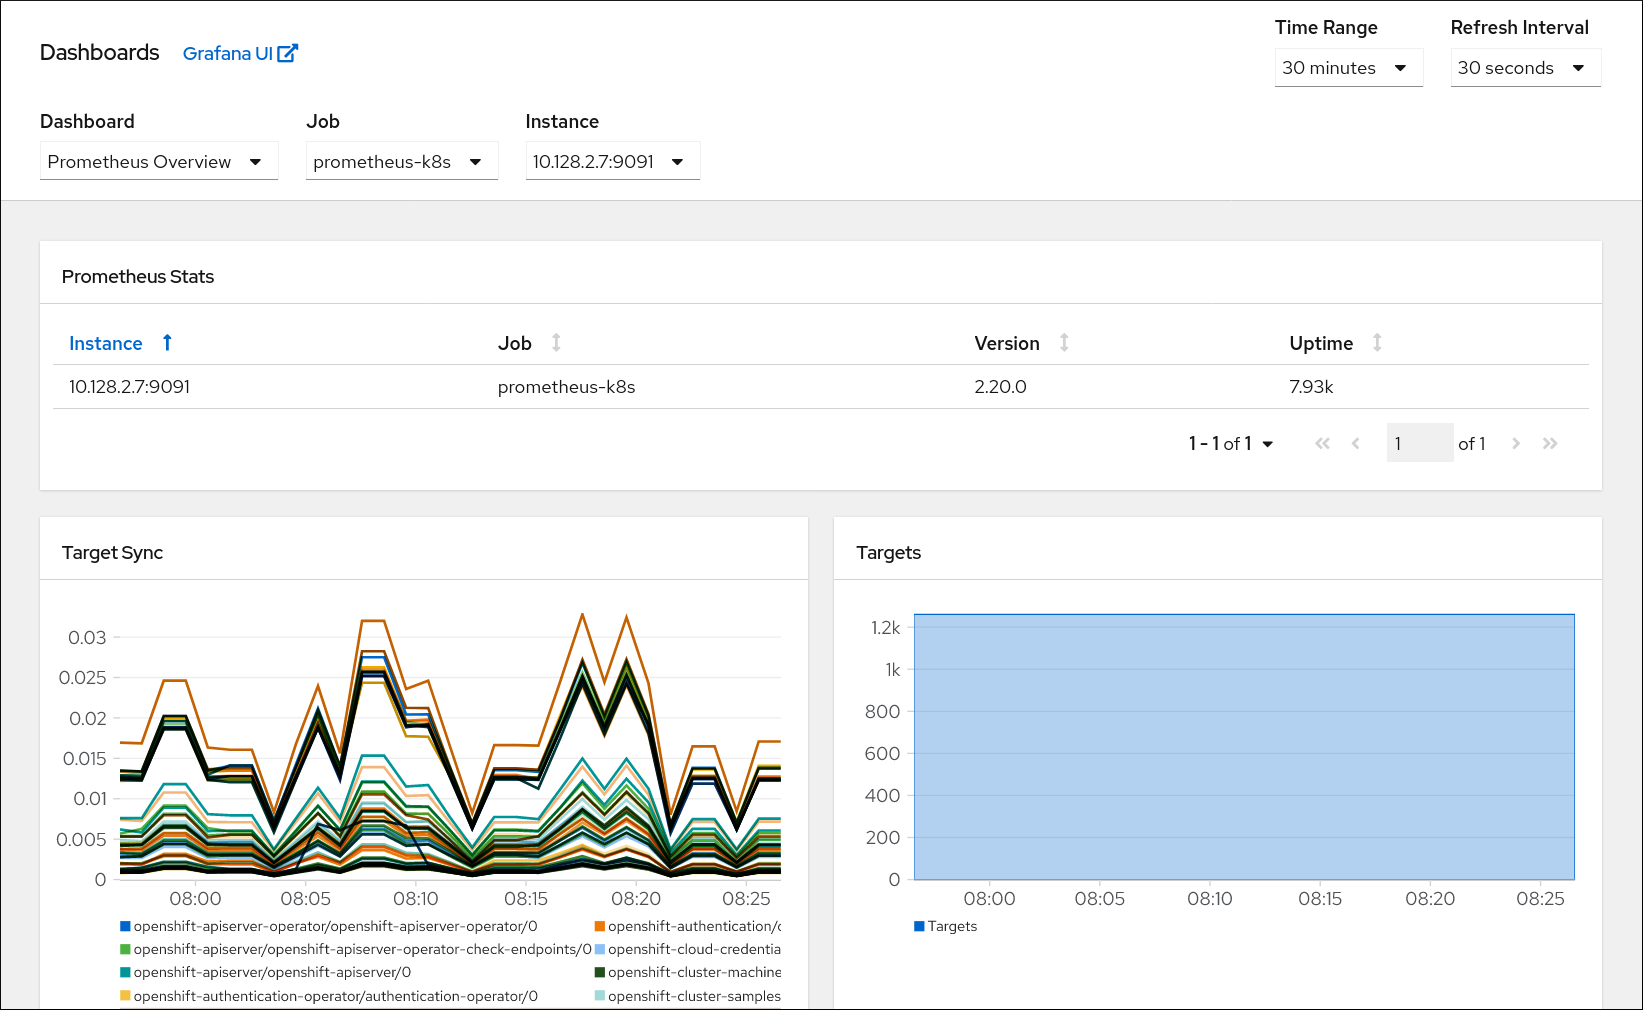 Dashboards Grafana UI
Time Range Refresh Interval
30 minutes 30 seconds
Dashboard Job Instance
Prometheus Overview prometheus-k8s 10.128.2.7:9091
Prometheus Stats
Instance Job Version Uptime
10.128.2.7:9091 prometheus-k8s 2.20.0 7.93k
1 - 1 of 1 1 of 1
Target Sync
0.03
0.025
0.02
0.015
0.01
0.005
0
08:00 08:05 08:10 08:15 08:20 08:25
openshift-apiserver-operator/openshift-apiserver-operator/0 openshift-authentication/
openshift-apiserver/openshift-apiserver-operator-check-endpoints/0 openshift-cloud-credentia
openshift-apiserver/openshift-apiserver/0 openshift-cluster-machine
openshift-authentication-operator/authentication-operator/0 openshift-cluster-samples
Targets
1.2k
1k
800
600
400
200
0
08:00 08:05 08:10 08:15 08:20 08:25
Targets